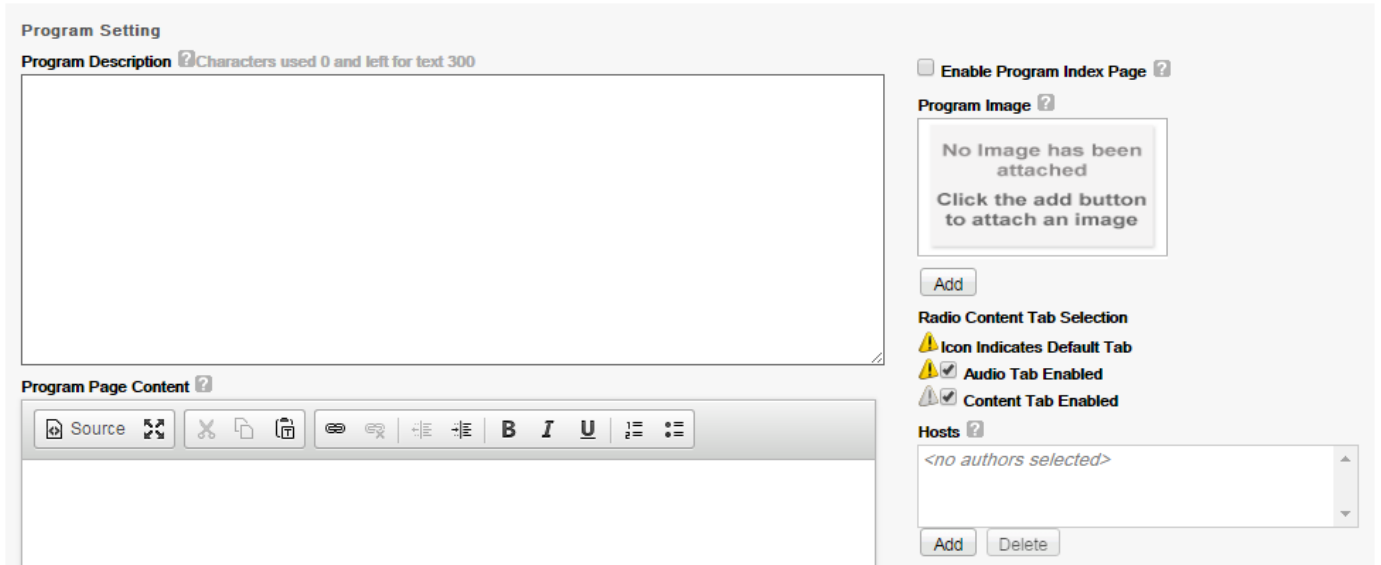 Program Setting
Program Description ?Characters used 0 and left for text 300
Program Page Content ?
Source
B I U
Enable Program Index Page ?
Program Image ?
No Image has been
attached
Click the add button
to attach an image
Add
Radio Content Tab Selection
Icon Indicates Default Tab
Audio Tab Enabled
Content Tab Enabled
Hosts ?
<no authors selected>
Add Delete